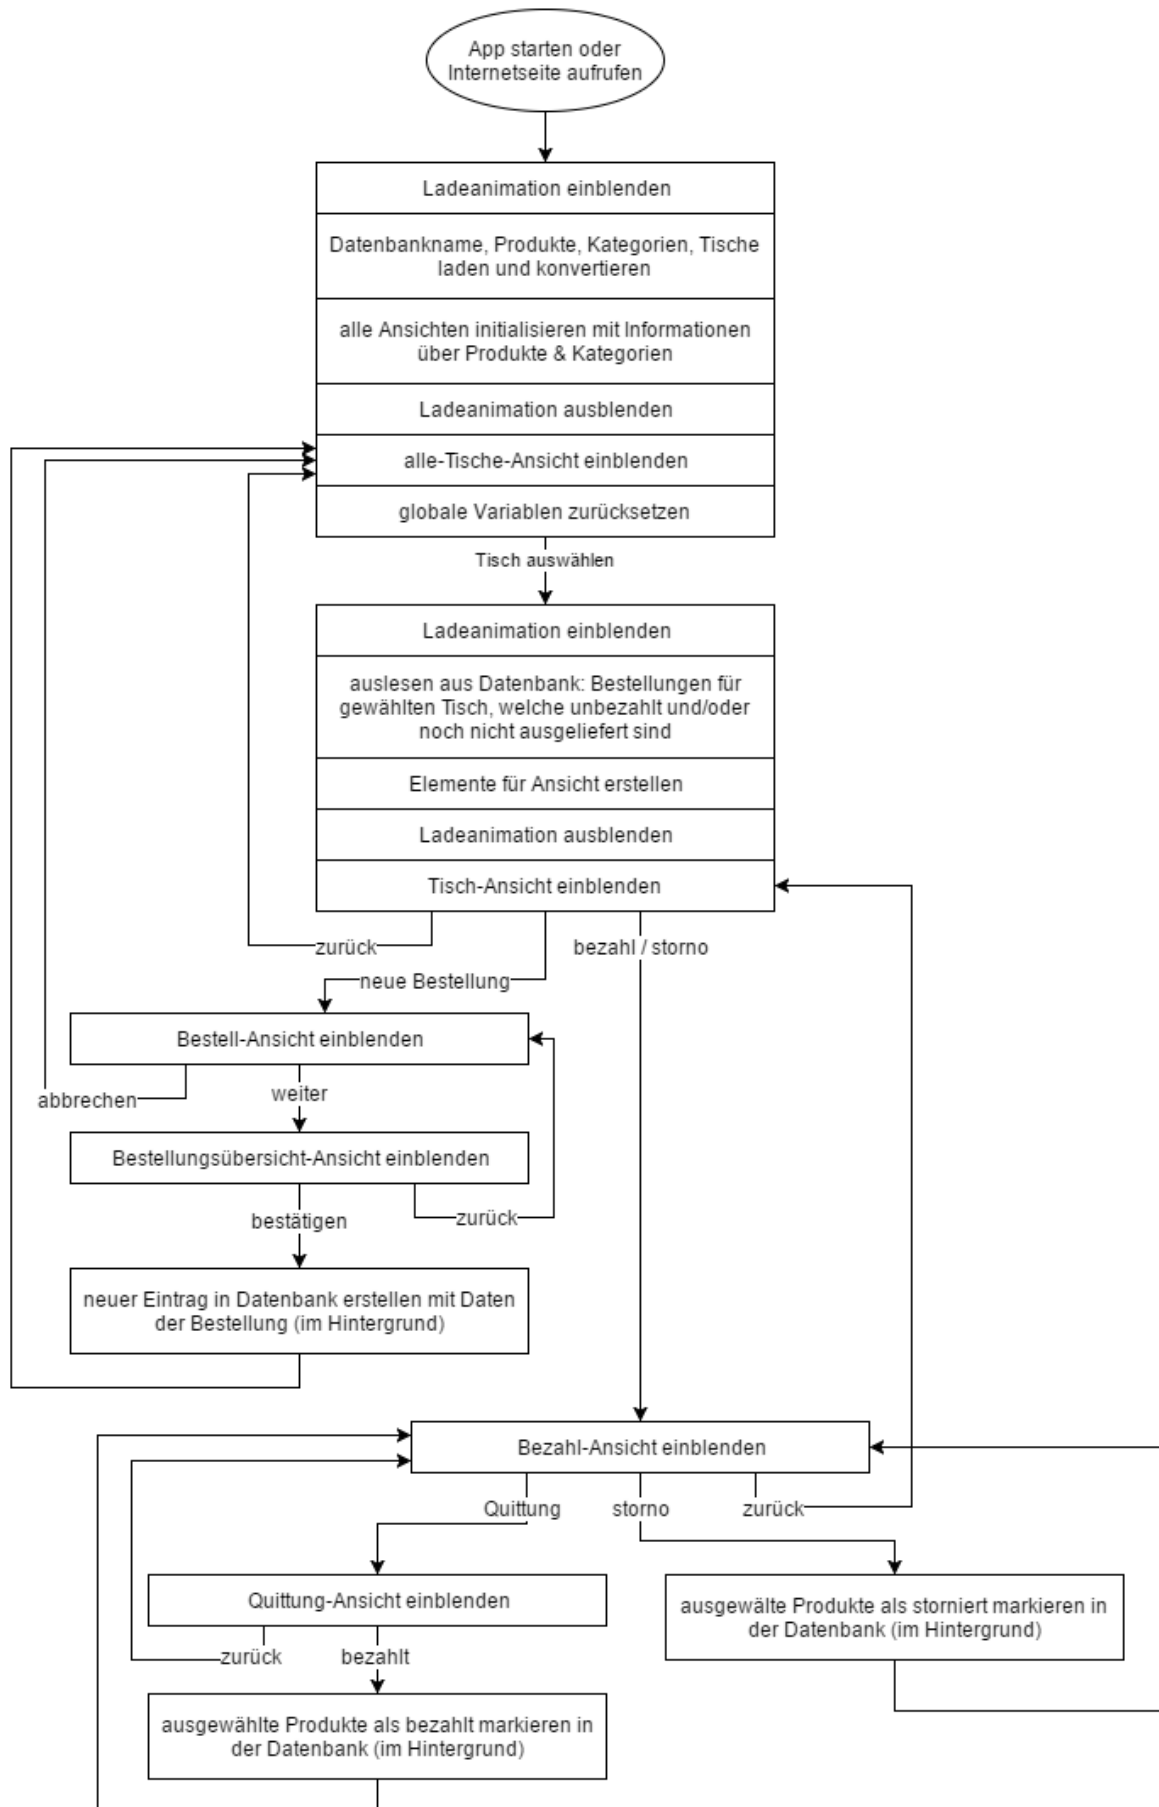 App starten oder
Internetseite aufrufen
Ladeanimation einblenden
Datenbankname, Produkte, Kategorien, Tische
laden und konvertieren
alle Ansichten initialisieren mit Informationen
über Produkte & Kategorien
Ladeanimation ausblenden
alle-Tische-Ansicht einblenden
globale Variablen zurücksetzen
Tisch auswählen
Ladeanimation einblenden
auslesen aus Datenbank: Bestellungen für
gewählten Tisch, welche unbezahlt und/oder
noch nicht ausgeliefert sind
Elemente für Ansicht erstellen
Ladeanimation ausblenden
Tisch-Ansicht einblenden
zurück
bezahl / storno
neue Bestellung
Bestell-Ansicht einblenden
abbrechen
weiter
Bestellungsübersicht-Ansicht einblenden
bestätigen
zurück
neuer Eintrag in Datenbank erstellen mit Daten
der Bestellung (im Hintergrund)
Bezahl-Ansicht einblenden
Quittung
storno
zurück
Quittung-Ansicht einblenden
ausgewälte Produkte als storniert markieren in
der Datenbank (im Hintergrund)
zurück
bezahlt
ausgewählte Produkte als bezahlt markieren in
der Datenbank (im Hintergrund)